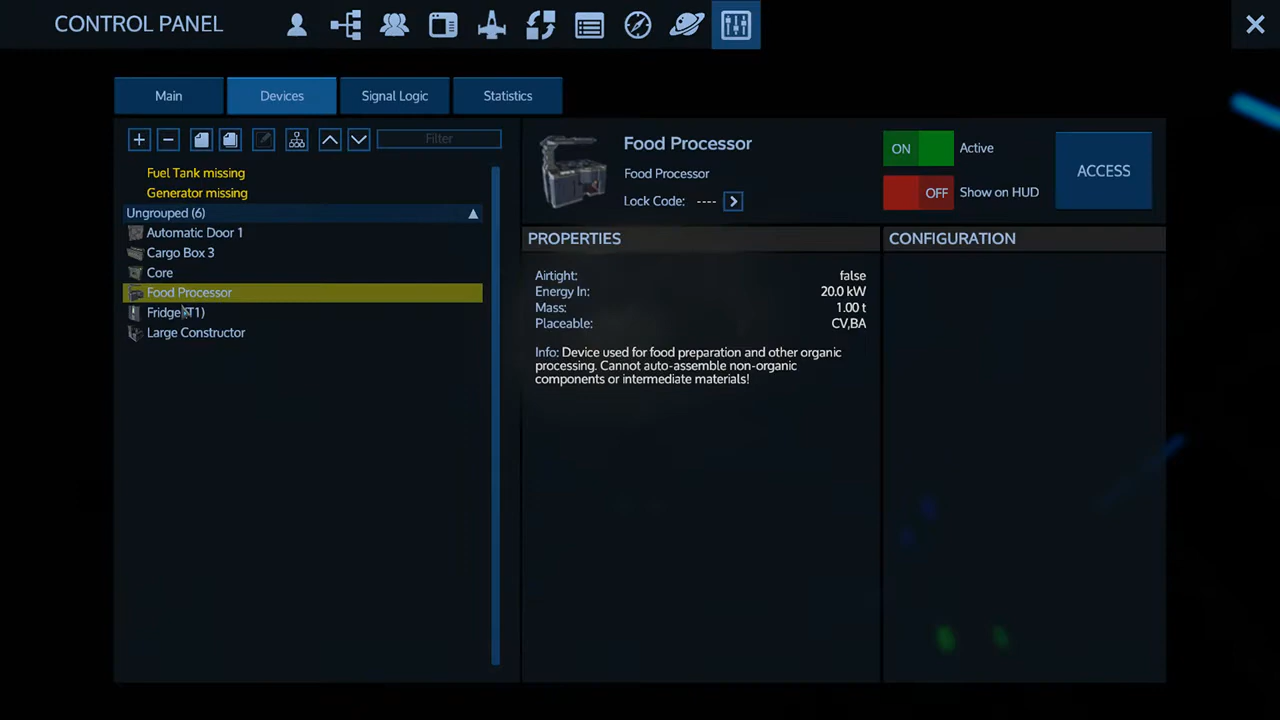 CONTROL PANEL
Main
Devices
Signal Logic
Statistics
Filter
Fuel Tank missing
Generator missing
Ungrouped (6)
Automatic Door 1
Cargo Box 3
Core
Food Processor
Fridge (T1)
Large Constructor
Food Processor
Food Processor
Lock Code: ----
ON
Active
OFF
Show on HUD
ACCESS
PROPERTIES
Airtight: false
Energy In: 20.0 kW
Mass: 1.00 t
Placeable: CV,BA
Info: Device used for food preparation and other organic
processing. Cannot auto-assemble non-organic
components or intermediate materials!
CONFIGURATION